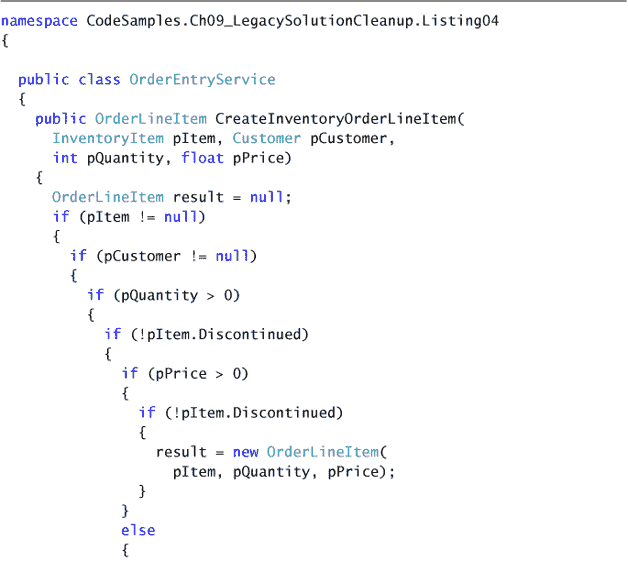 namespace CodeSamples.Ch09_LegacySolutionCleanup.Listing04
{
public class OrderEntryService
{
public OrderLineItem CreateInventoryOrderLineItem(
InventoryItem pItem, Customer pCustomer,
int pQuantity, float pPrice)
{
OrderLineItem result = null;
if (pItem != null)
{
if (pCustomer != null)
{
if (pQuantity > 0)
{
if (!pItem.Discontinued)
{
if (pPrice > 0)
{
if (!pItem.Discontinued)
{
result = new OrderLineItem(
pItem, pQuantity, pPrice);
}
}
else
{